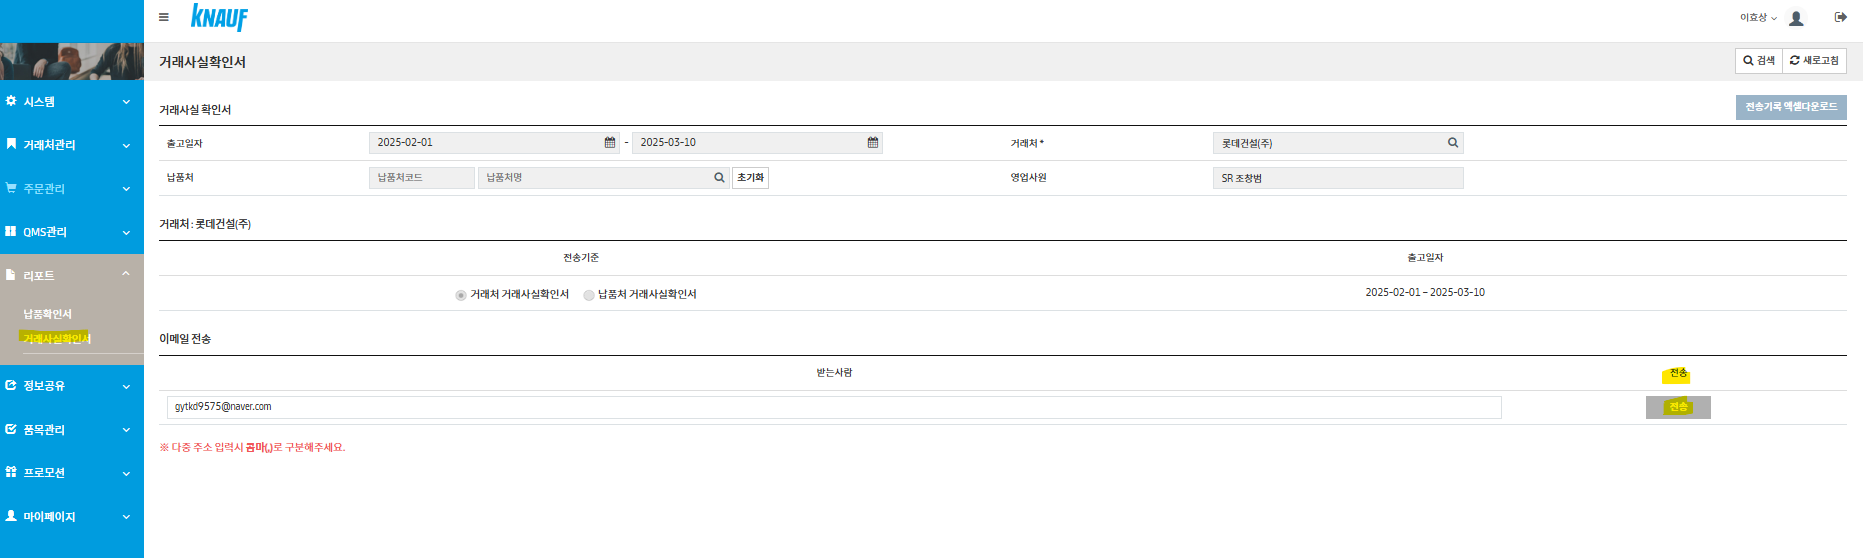 KNAUF
이효상
거래사실확인서
검색
새로고침
시스템
거래처관리
주문관리
QMS관리
리포트
납품확인서
거래사실확인서
정보공유
품목관리
프로모션
마이페이지
거래사실 확인서
전송기록 엑셀다운로드
출고일자 2025-02-01 - 2025-03-10 거래처 * 롯데건설(주)
납품처 납품처코드 납품처명 초기화 영업사원 SR 조창범
거래처 : 롯데건설(주)
전송기준 출고일자
거래처 거래사실확인서 납품처 거래사실확인서 2025-02-01 ~ 2025-03-10
이메일 전송
받는사람 전송
gytkd9575@naver.com 전송
※ 다중 주소 입력시 콤마(,)로 구분해주세요.